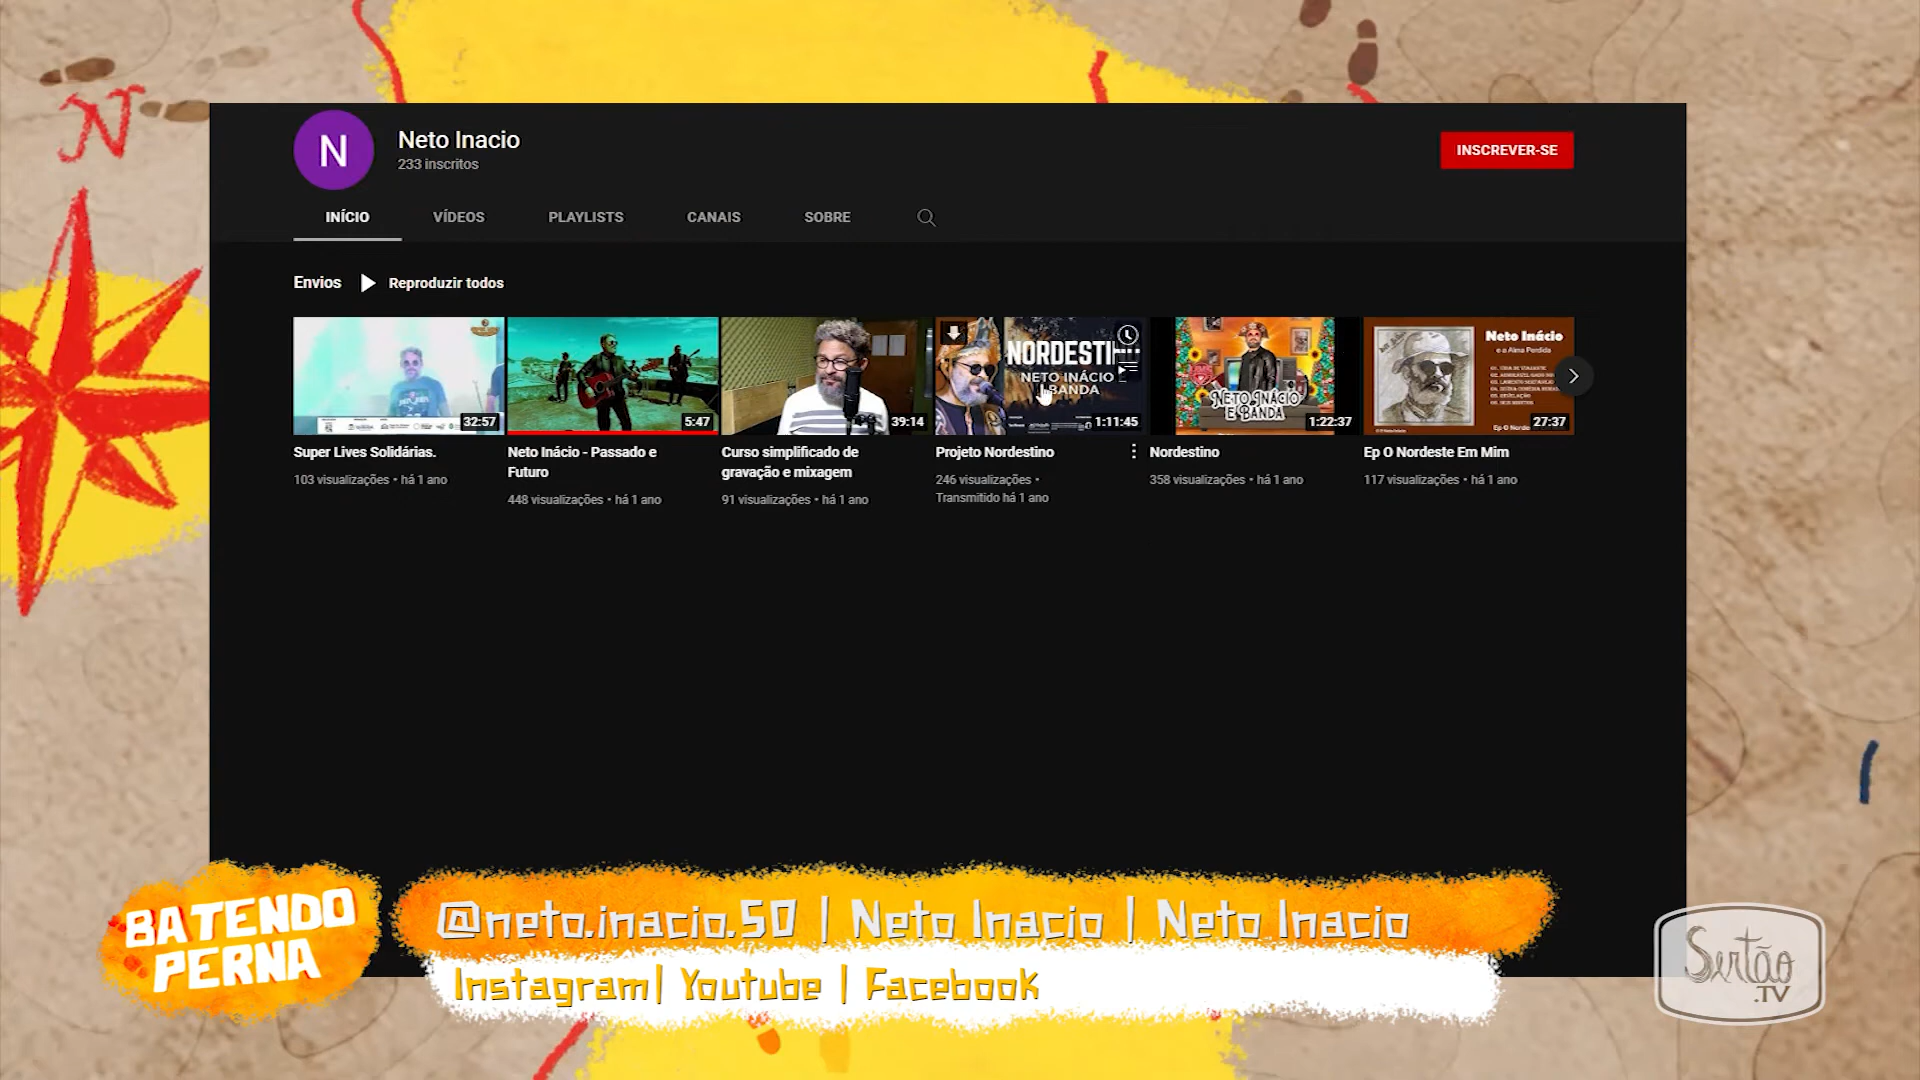 N
N
Neto Inacio
233 inscritos
INSCREVER-SE
INÍCIO
VÍDEOS
PLAYLISTS
CANAIS
SOBRE
Envios
Reproduzir todos
32:57
Super Lives Solidárias.
103 visualizações • há 1 ano
5:47
Neto Inácio - Passado e
Futuro
448 visualizações • há 1 ano
39:14
Curso simplificado de
gravação e mixagem
91 visualizações • há 1 ano
NORDESTI
NETO INÁCIO
BANDA
1:11:45
Projeto Nordestino
246 visualizações •
Transmitido há 1 ano
NETO INÁCIO
E BANDA
1:22:37
Nordestino
358 visualizações • há 1 ano
Neto Inácio
e a Alma Perdida
27:37
Ep O Nordeste Em Mim
117 visualizações • há 1 ano
BATENDO
PERNA
@neto.inacio.50 | Neto Inacio | Neto Inacio
Instagram| Youtube | Facebook
Sertão
.TV